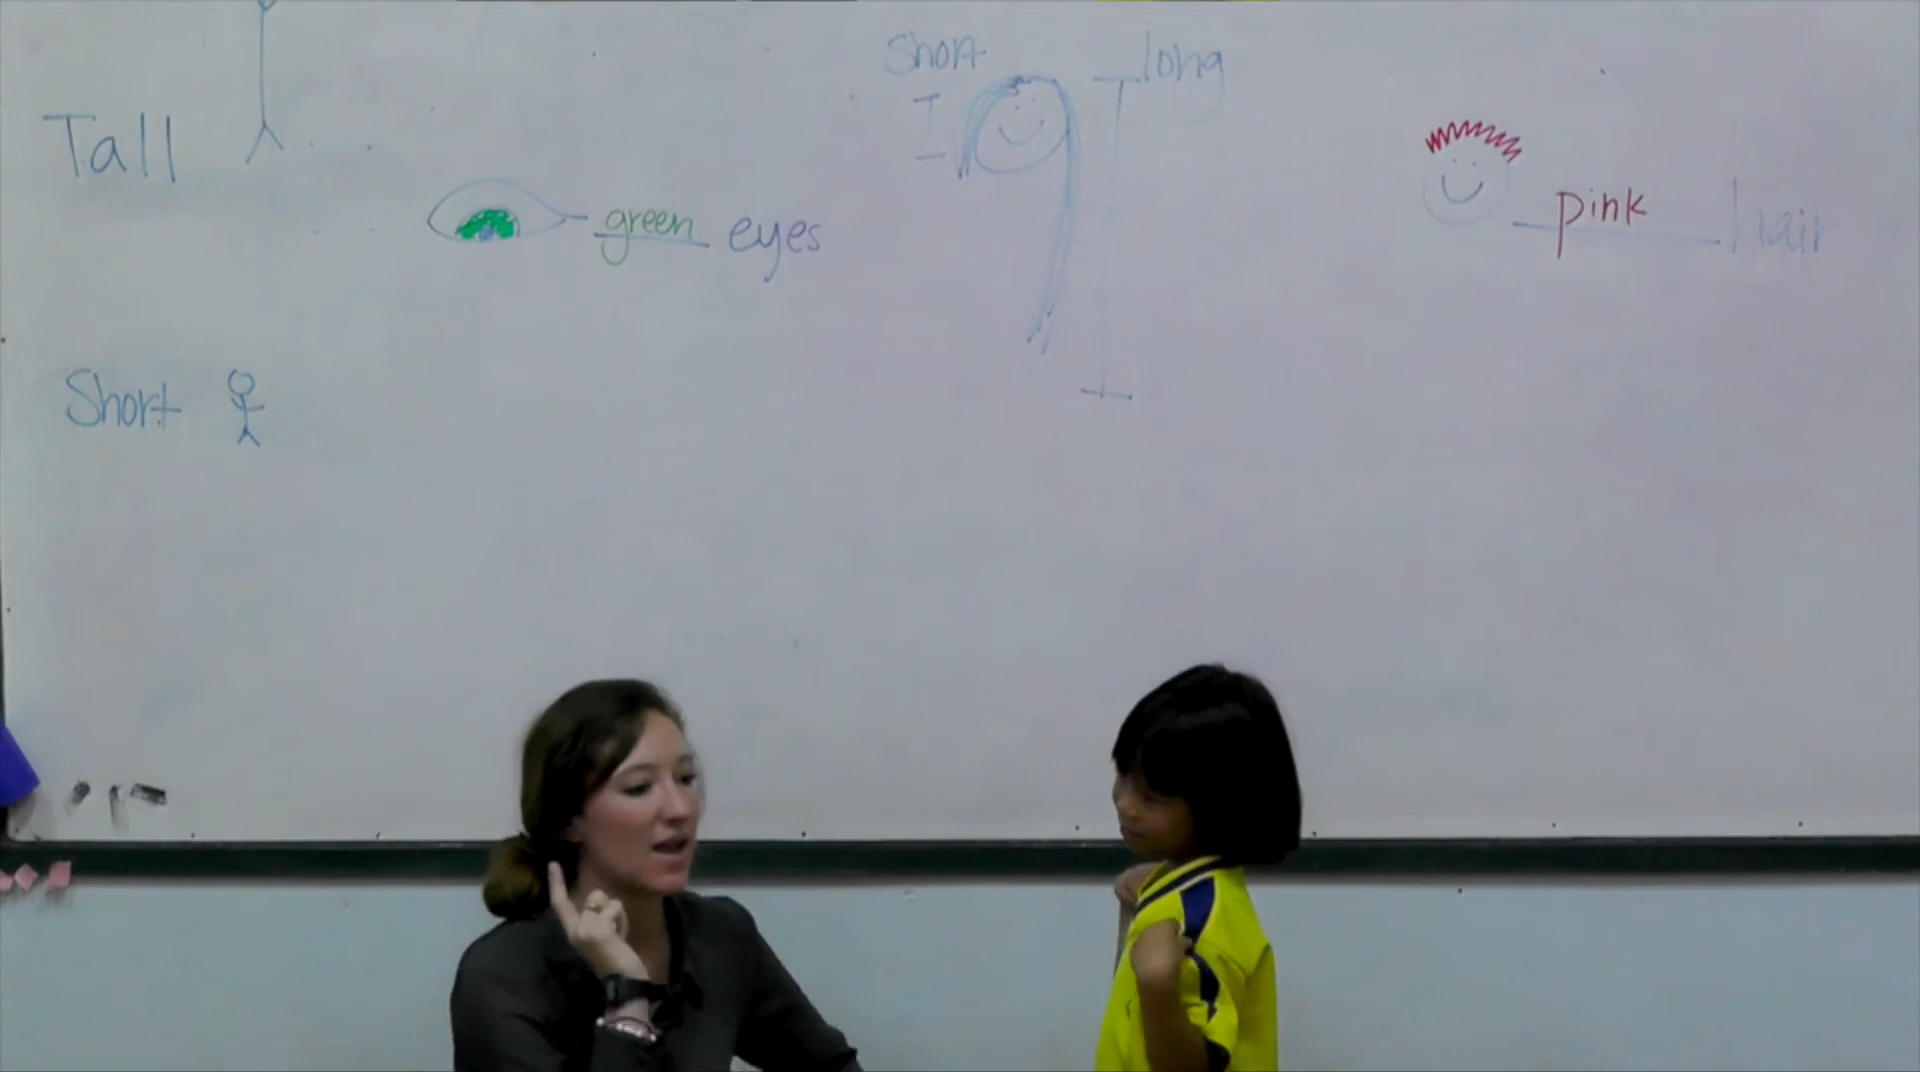 Tall
green eyes
Short
Short
long
pink hair